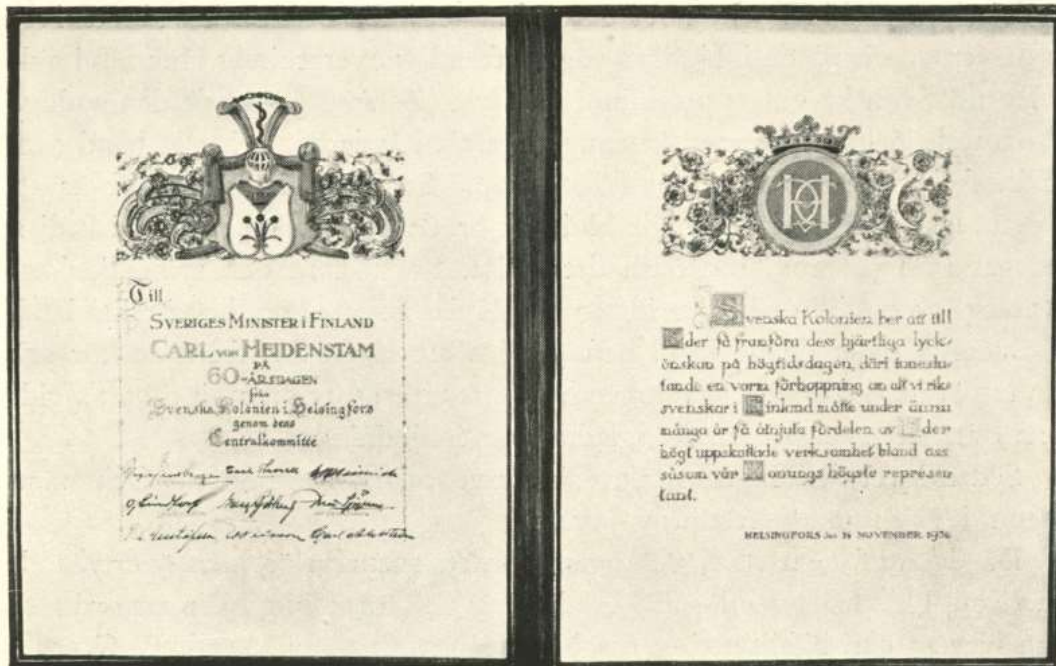 Till
SVERIGES MINISTER I FINLAND
CARL VON HEIDENSTAM
PÅ
60-ÅRSDAGEN
från
Svenska Kolonien i Helsingfors
genom dess
Centralkommitté
Svenska Kolonien ber att till
Eder få framföra dess hjärtliga lyck-
önskan på högtidsdagen, däri inneslu-
tande en varm förhoppning om att vi riks-
svenskar i Finland måtte under ännu
många år få åtnjuta fördelen av Eder
högt uppskattade verksamhet bland oss
såsom vår Konungs högste represen-
tant.
HELSINGFORS den NOVEMBER 1936